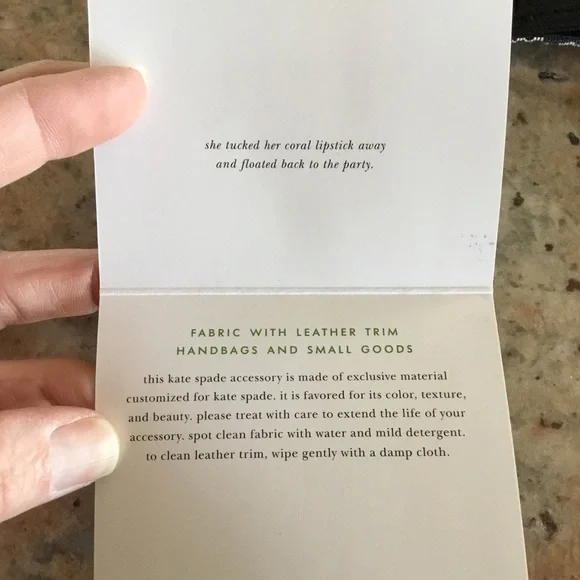 she tucked her coral lipstick away
and floated back to the party.
FABRIC WITH LEATHER TRIM
HANDBAGS AND SMALL GOODS
this kate spade accessory is made of exclusive material
customized for kate spade. it is favored for its color, texture,
and beauty. please treat with care to extend the life of your
accessory. spot clean fabric with water and mild detergent.
to clean leather trim, wipe gently with a damp cloth.